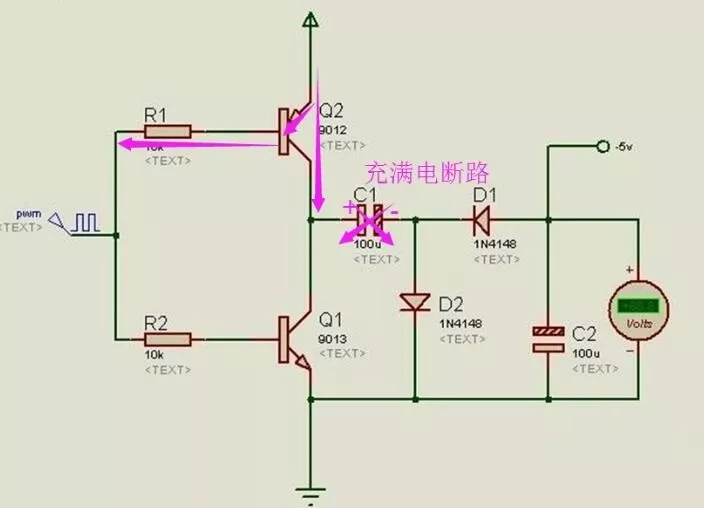 R1
10k
<TEXT>
Q2
9012
<TEXT>
充满电断路
C1
+ -
100u
<TEXT>
D1
1N4148
<TEXT>
-5v
pwm
<TEXT>
R2
10k
<TEXT>
Q1
9013
<TEXT>
D2
1N4148
<TEXT>
C2
100u
<TEXT>
+
Volts
-